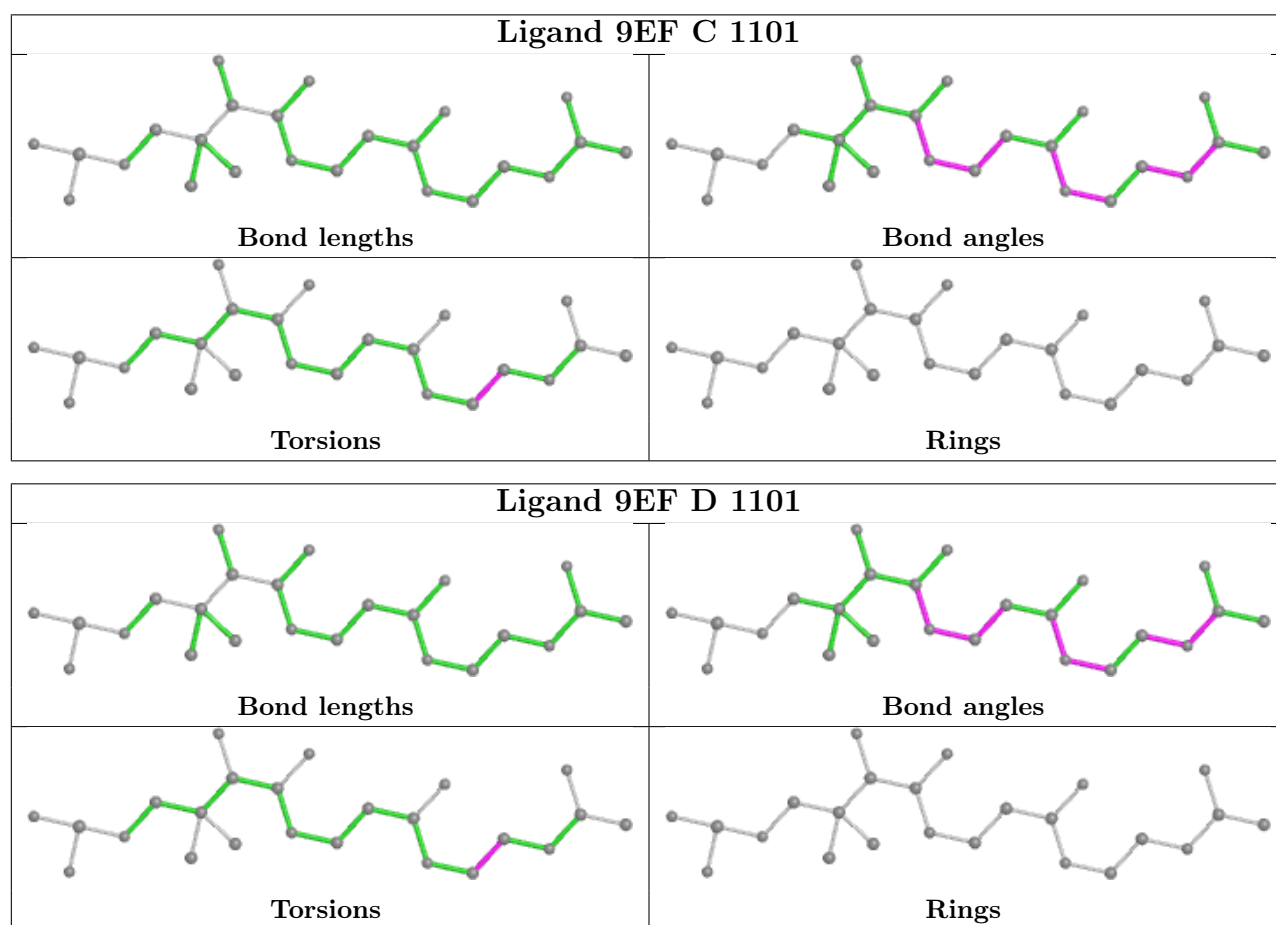 Ligand 9EF C 1101
Bond lengths
Bond angles
Torsions
Rings
Ligand 9EF D 1101
Bond lengths
Bond angles
Torsions
Rings